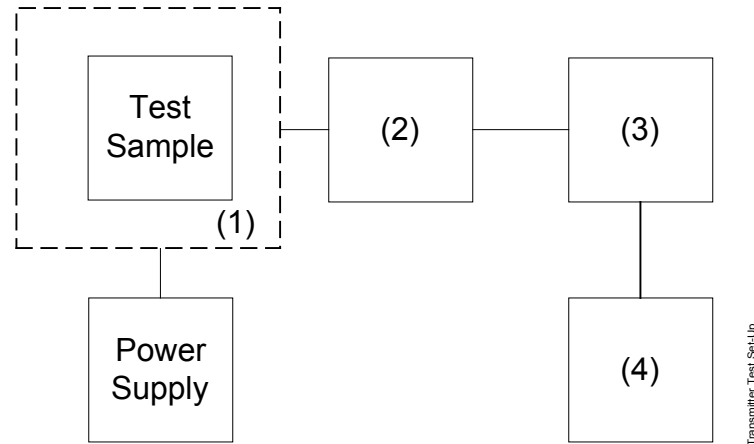 Test
Sample
(1)
(2)
(3)
Power
Supply
(4)
Transmitter Test Set-Up